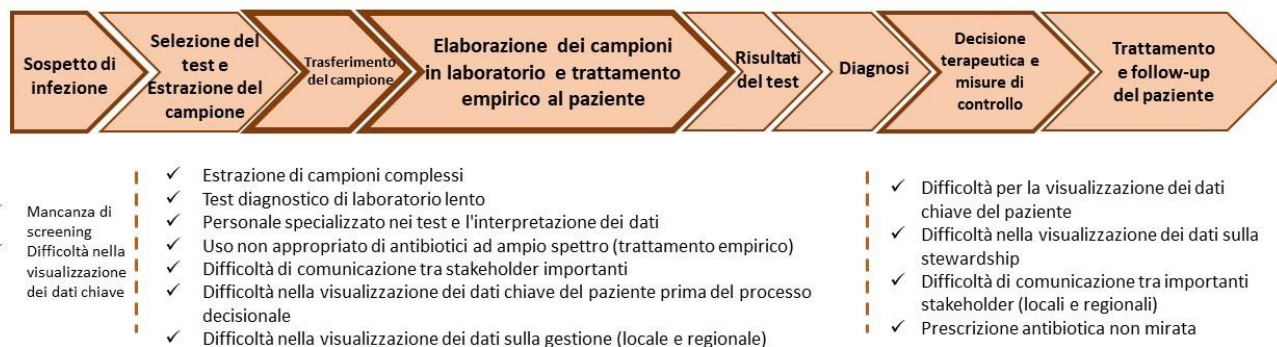 Sospetto di
infezione
Selezione del
test e
Estrazione del
campione
Trasferimento
del campione
Elaborazione dei campioni
in laboratorio e trattamento
empirico al paziente
Risultati
del test
Diagnosi
Decisione
terapeutica e
misure di
controllo
Trattamento
e follow-up
del paziente
✓ Mancanza di
screening
✓ Difficoltà nella
visualizzazione
dei dati chiave
✓ Estrazione di campioni complessi
✓ Test diagnostico di laboratorio lento
✓ Personale specializzato nei test e l'interpretazione dei dati
✓ Uso non appropriato di antibiotici ad ampio spettro (trattamento empirico)
✓ Difficoltà di comunicazione tra stakeholder importanti
✓ Difficoltà nella visualizzazione dei dati chiave del paziente prima del processo
decisionale
✓ Difficoltà nella visualizzazione dei dati sulla gestione (locale e regionale)
✓ Difficoltà per la visualizzazione dei dati
chiave del paziente
✓ Difficoltà nella visualizzazione dei dati sulla
stewardship
✓ Difficoltà di comunicazione tra importanti
stakeholder (locali e regionali)
✓ Prescrizione antibiotica non mirata